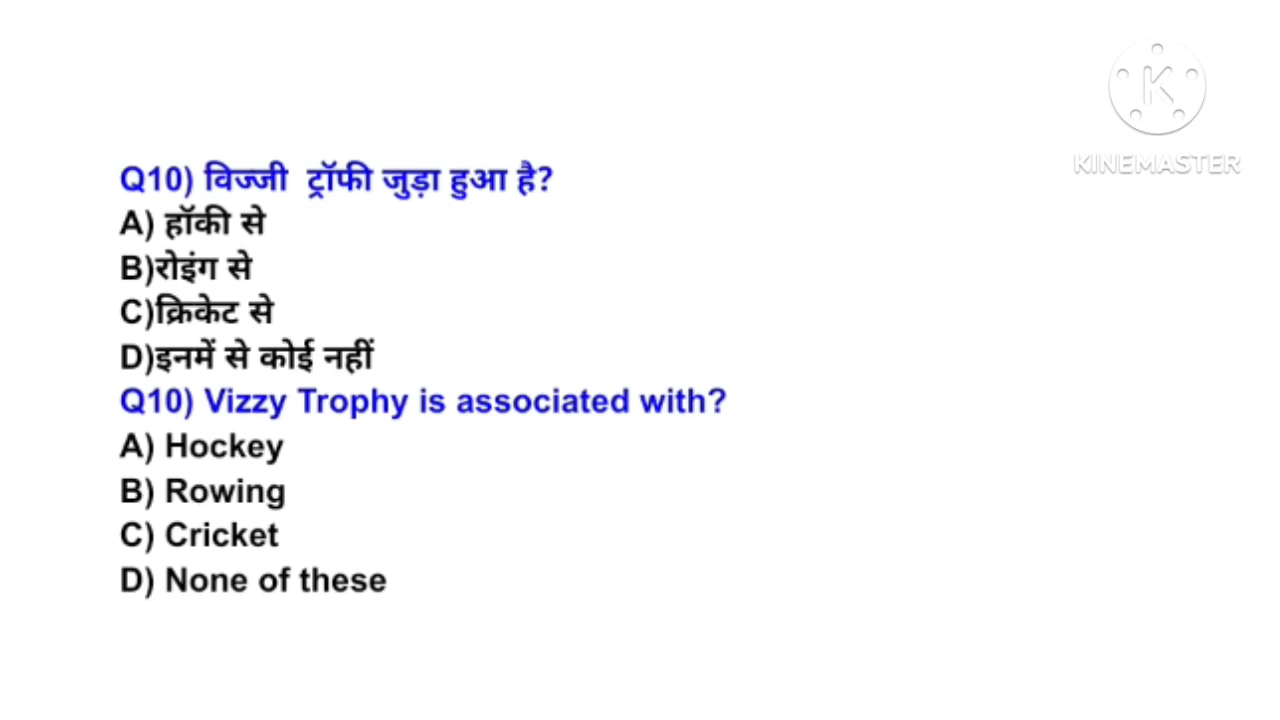 KINEMASTER
Q10) विज्जी ट्रॉफी जुड़ा हुआ है?
A) हॉकी से
B)रोइंग से
C)क्रिकेट से
D)इनमें से कोई नहीं
Q10) Vizzy Trophy is associated with?
A) Hockey
B) Rowing
C) Cricket
D) None of these